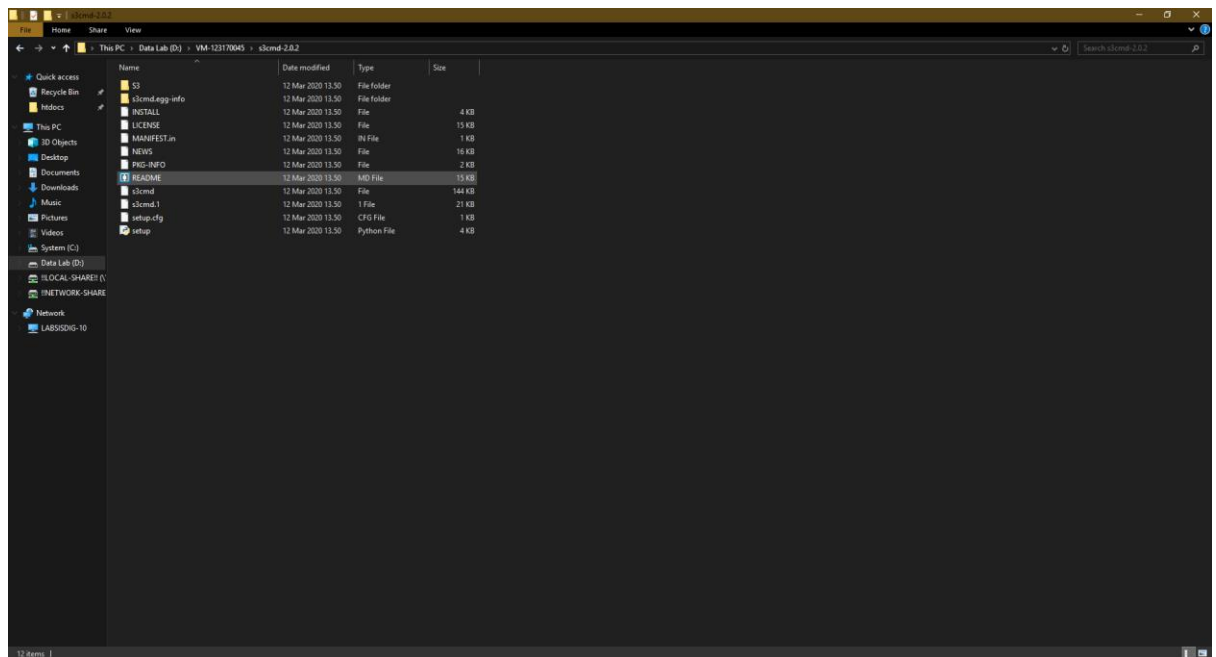 s3cmd-2.0.2
File Home Share View
This PC > Data Lab (D:) > VM-123170045 > s3cmd-2.0.2
Search s3cmd-2.0.2
Name Date modified Type Size
Quick access
Recycle Bin
htdocs
This PC
3D Objects
Desktop
Documents
Downloads
Music
Pictures
Videos
System (C:)
Data Lab (D:)
!!LOCAL-SHARE!! (\
!!NETWORK-SHARE
Network
LABSISDIG-10
S3 12 Mar 2020 13.50 File folder
s3cmd.egg-info 12 Mar 2020 13.50 File folder
INSTALL 12 Mar 2020 13.50 File 4 KB
LICENSE 12 Mar 2020 13.50 File 15 KB
MANIFEST.in 12 Mar 2020 13.50 IN File 1 KB
NEWS 12 Mar 2020 13.50 File 16 KB
PKG-INFO 12 Mar 2020 13.50 File 2 KB
README 12 Mar 2020 13.50 MD File 15 KB
s3cmd 12 Mar 2020 13.50 File 144 KB
s3cmd.1 12 Mar 2020 13.50 1 File 21 KB
setup.cfg 12 Mar 2020 13.50 CFG File 1 KB
setup 12 Mar 2020 13.50 Python File 4 KB
12 items